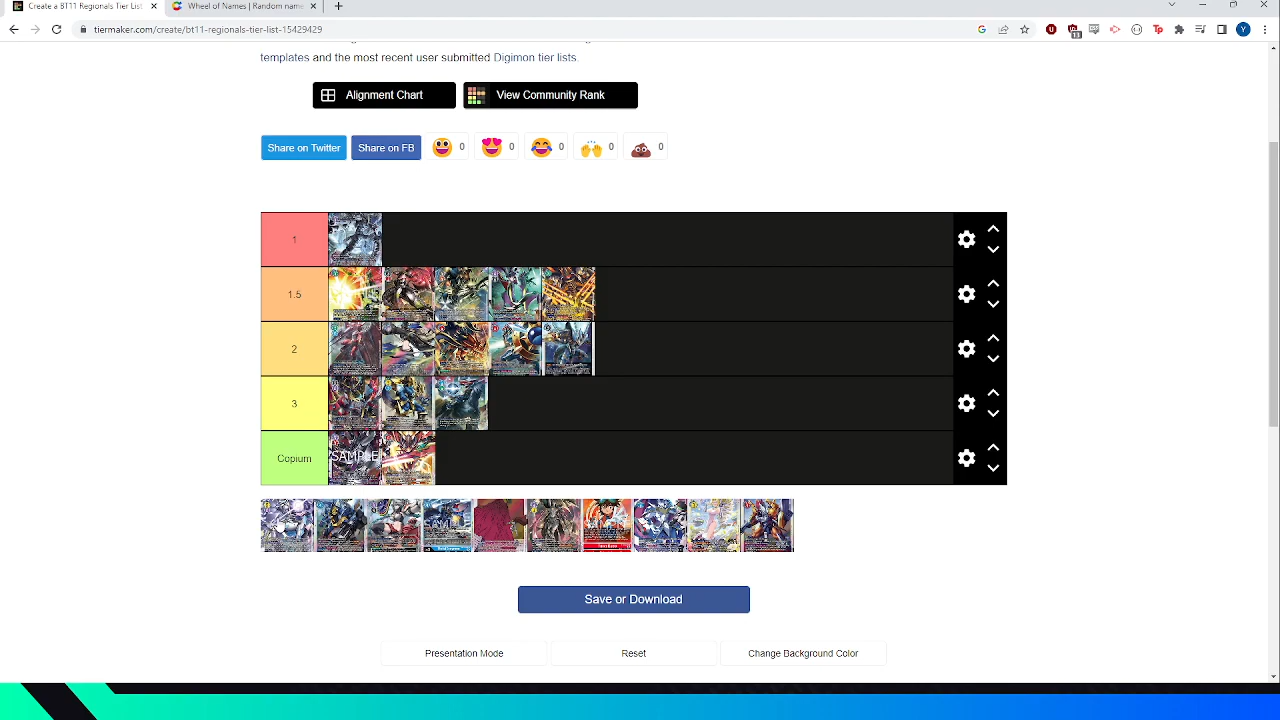 Create a BT11 Regionals Tier List
Wheel of Names | Random name
tiermaker.com/create/bt11-regionals-tier-list-15429429
13
Y
templates and the most recent user submitted Digimon tier lists.
Alignment Chart
View Community Rank
Share on Twitter
Share on FB
0
0
0
0
0
1
1.5
2
3
Copium
SAMPLE
SAMPLE
SAMPLE
Save or Download
Presentation Mode
Reset
Change Background Color